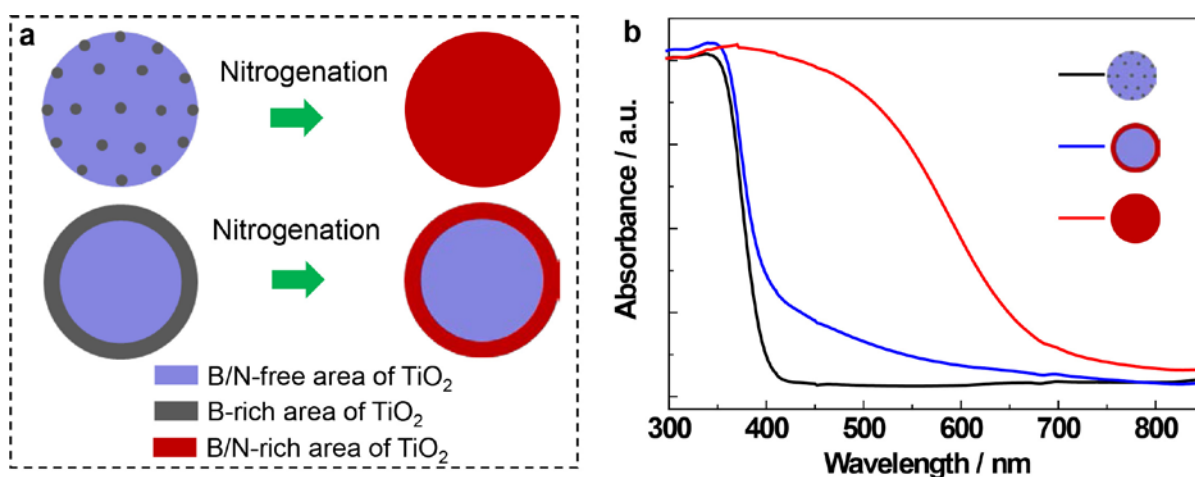 a
Nitrogenation
Nitrogenation
B/N-free area of TiO₂
B-rich area of TiO₂
B/N-rich area of TiO₂
b
Absorbance / a.u.
300 400 500 600 700 800
Wavelength / nm